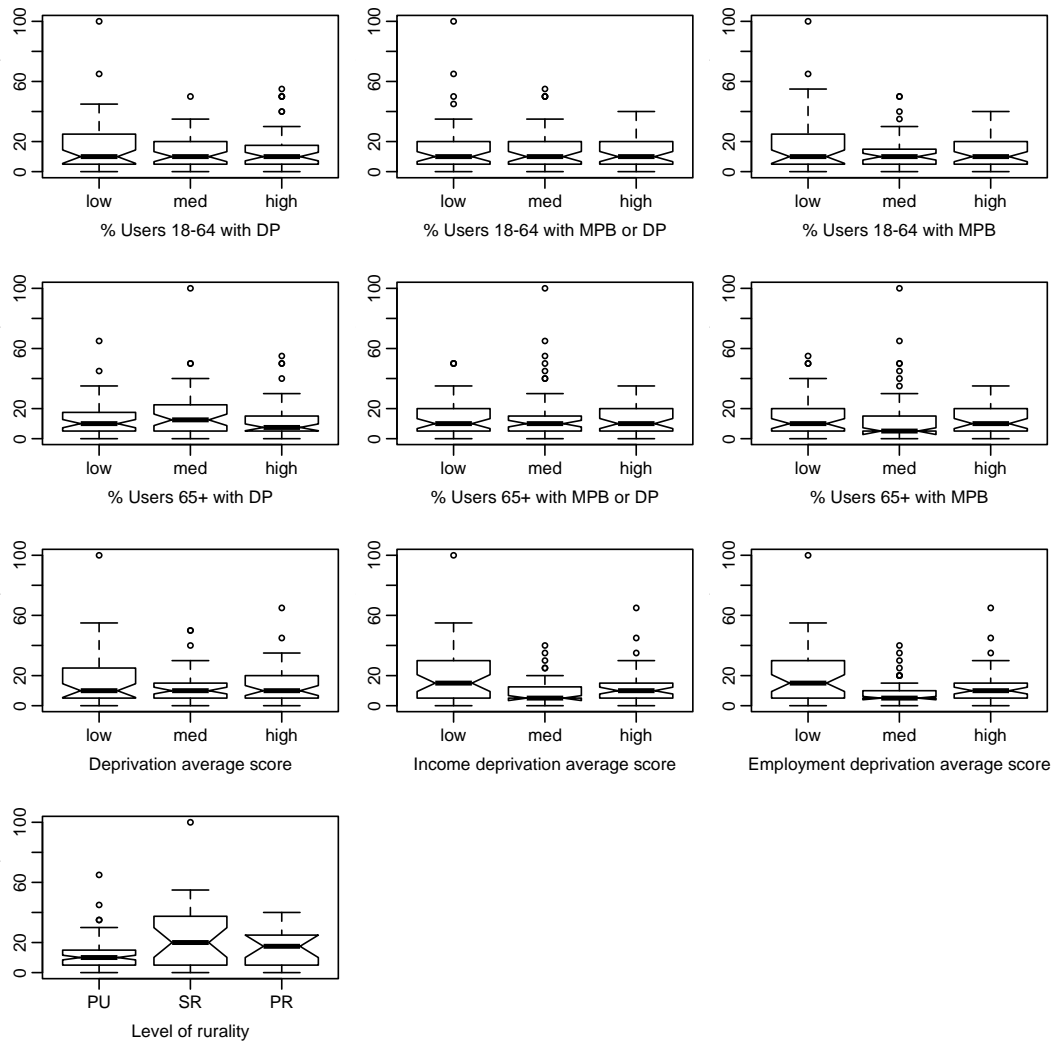 100
60
20
0
low med high
% Users 18-64 with DP
100
60
20
0
low med high
% Users 18-64 with MPB or DP
100
60
20
0
low med high
% Users 18-64 with MPB
100
60
20
0
low med high
% Users 65+ with DP
100
60
20
0
low med high
% Users 65+ with MPB or DP
100
60
20
0
low med high
% Users 65+ with MPB
100
60
20
0
low med high
Deprivation average score
100
60
20
0
low med high
Income deprivation average score
100
60
20
0
low med high
Employment deprivation average score
100
60
20
0
PU SR PR
Level of rurality